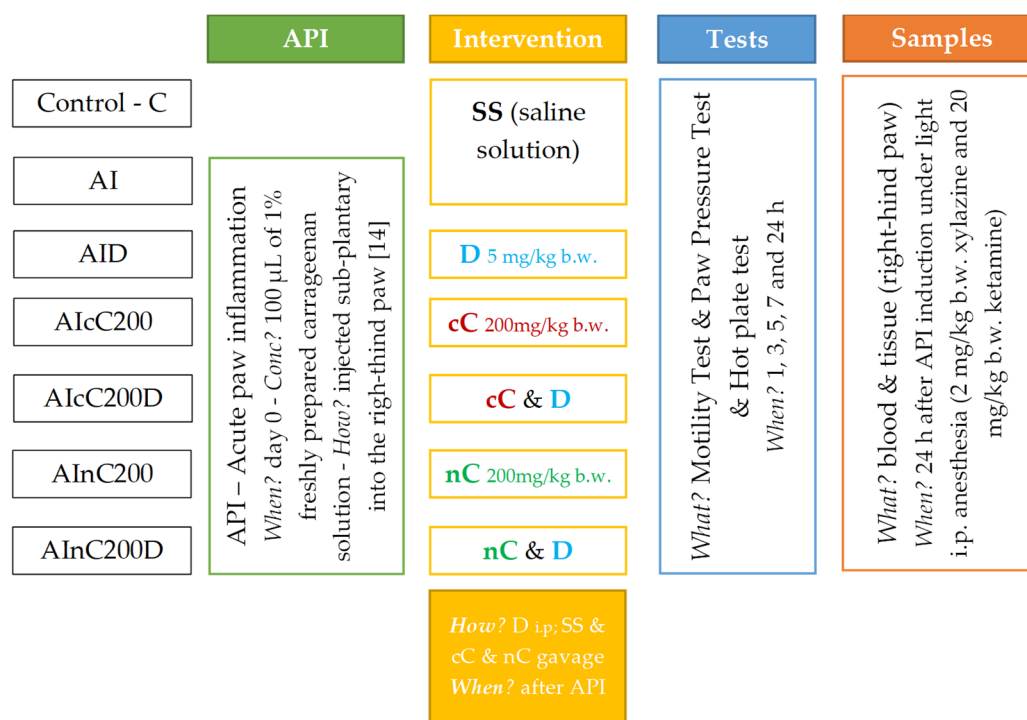 API
Intervention
Tests
Samples
Control - C
AI
AID
AIcC200
AIcC200D
AInC200
AInC200D
API – Acute paw inflammation
When? day 0 - Conc? 100 µL of 1%
freshly prepared carrageenan
solution - How? injected sub-plantary
into the righ-thind paw [14]
SS (saline
solution)
D 5 mg/kg b.w.
cC 200mg/kg b.w.
cC & D
nC 200mg/kg b.w.
nC & D
How? D i.p; SS &
cC & nC gavage
When? after API
What? Motility Test & Paw Pressure Test
& Hot plate test
When? 1, 3, 5, 7 and 24 h
What? blood & tissue (right-hind paw)
When? 24 h after API induction under light
i.p. anesthesia (2 mg/kg b.w. xylazine and 20
mg/kg b.w. ketamine)